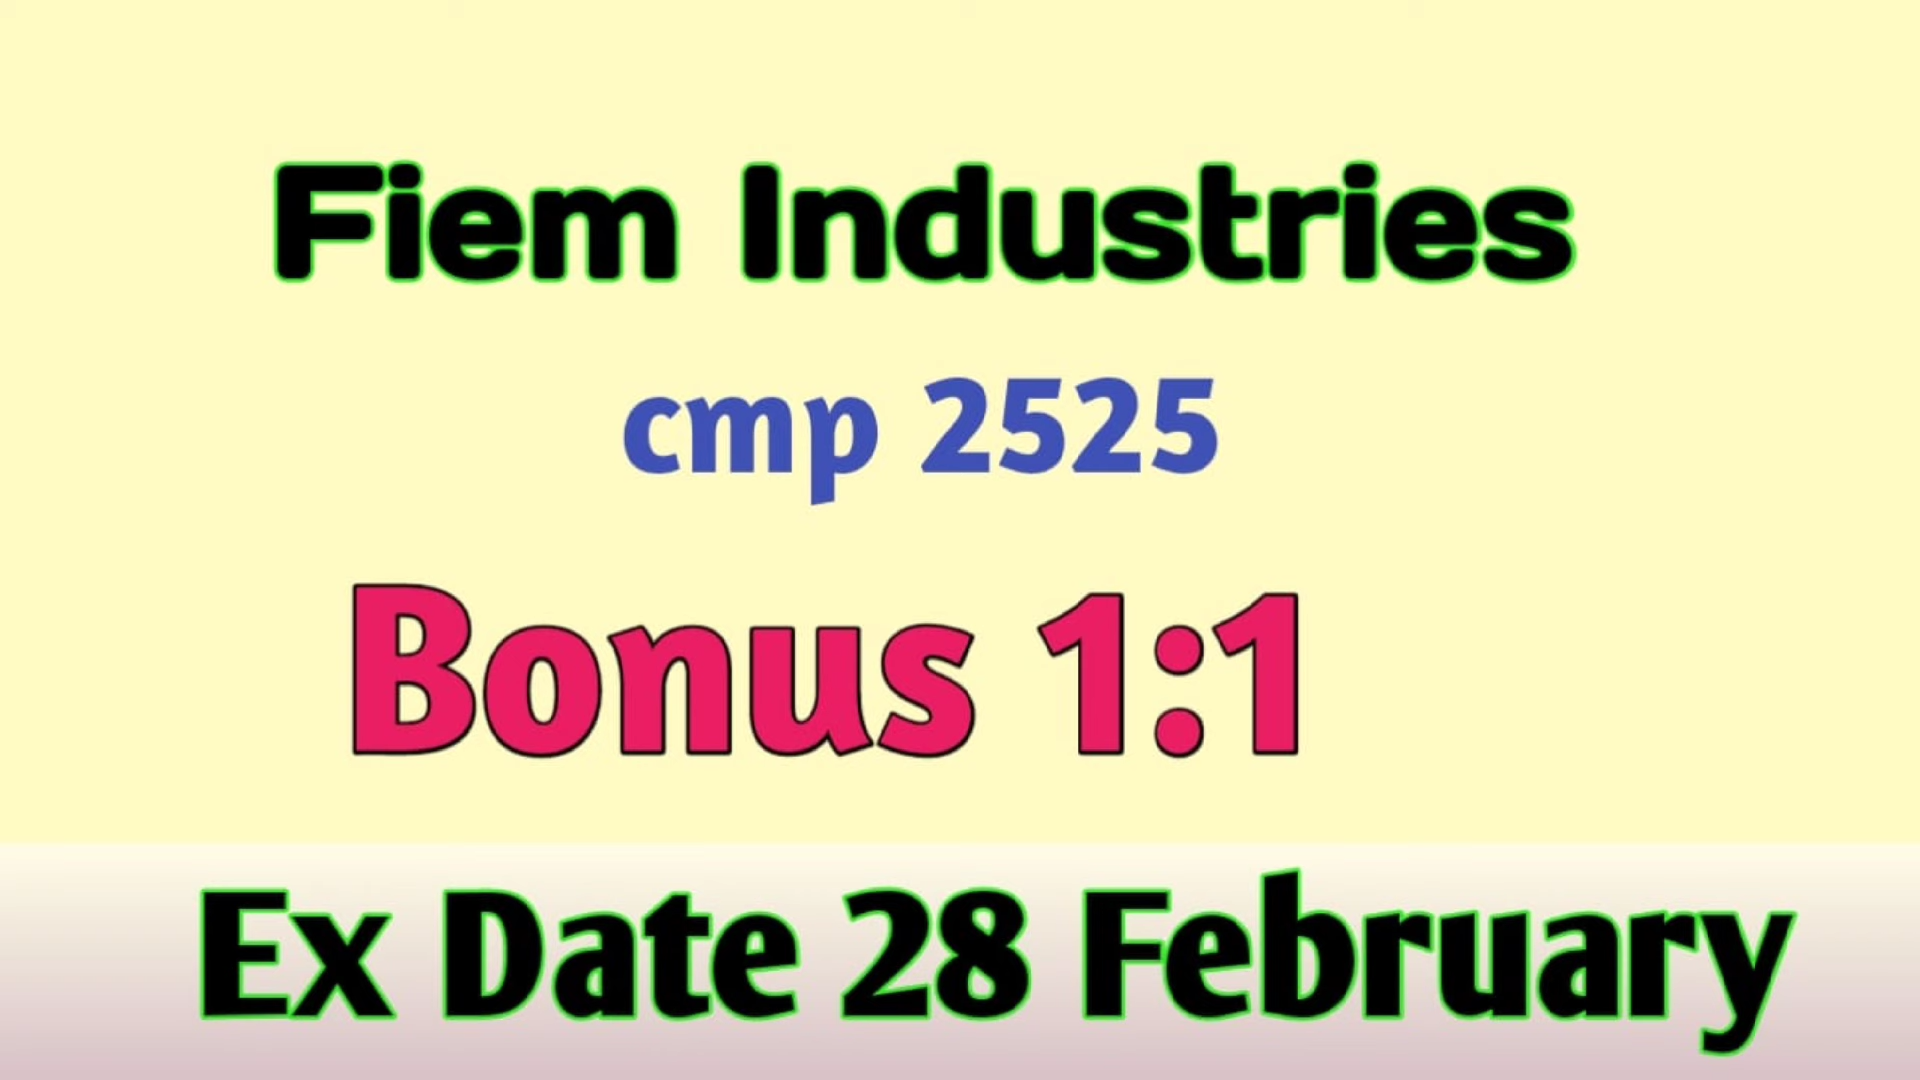 Fiem Industries
cmp 2525
Bonus 1:1
Ex Date 28 February